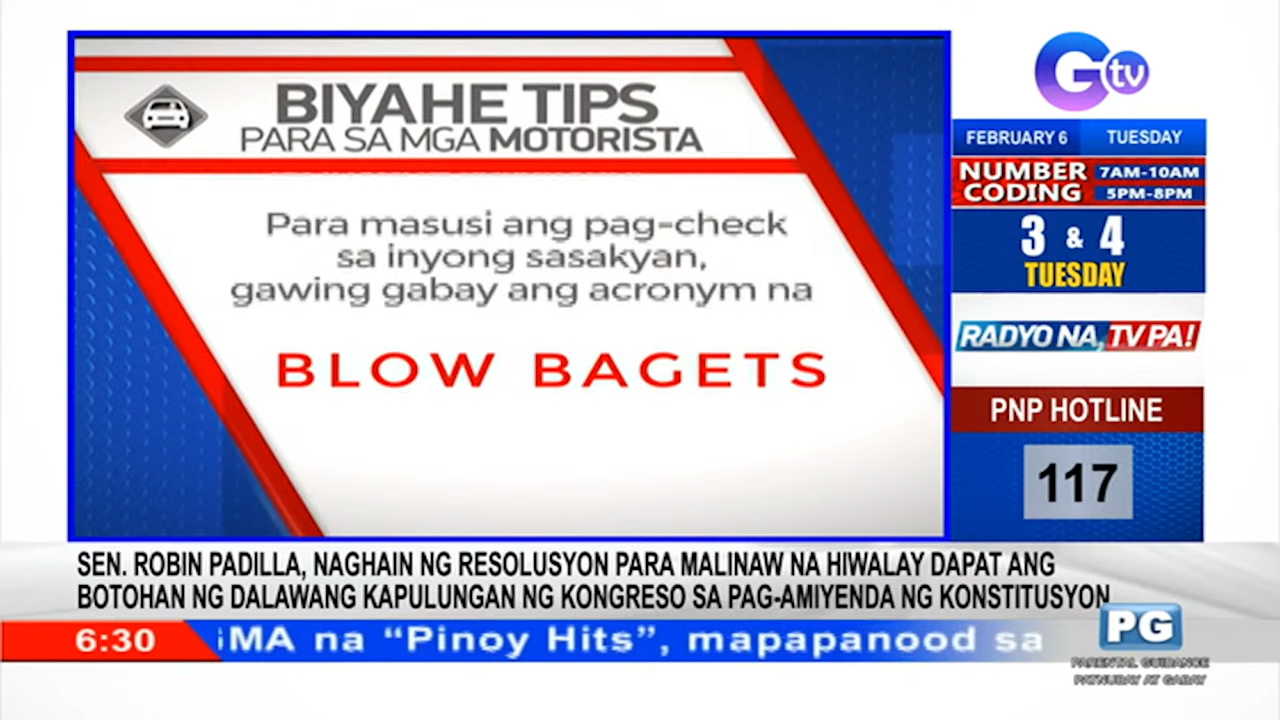 BIYAHE TIPS
PARA SA MGA MOTORISTA
Para masusi ang pag-check
sa inyong sasakyan,
gawing gabay ang acronym na
BLOW BAGETS
Gtv
FEBRUARY 6 TUESDAY
NUMBER CODING 7AM-10AM 5PM-8PM
3 & 4
TUESDAY
RADYO NA, TV PA!
PNP HOTLINE
117
SEN. ROBIN PADILLA, NAGHAIN NG RESOLUSYON PARA MALINAW NA HIWALAY DAPAT ANG
BOTOHAN NG DALAWANG KAPULUNGAN NG KONGRESO SA PAG-AMIYENDA NG KONSTITUSYON
6:30 GMA na “Pinoy Hits”, mapapanood sa
PG
PARENTAL GUIDANCE
PATNUBAY AT GABAY